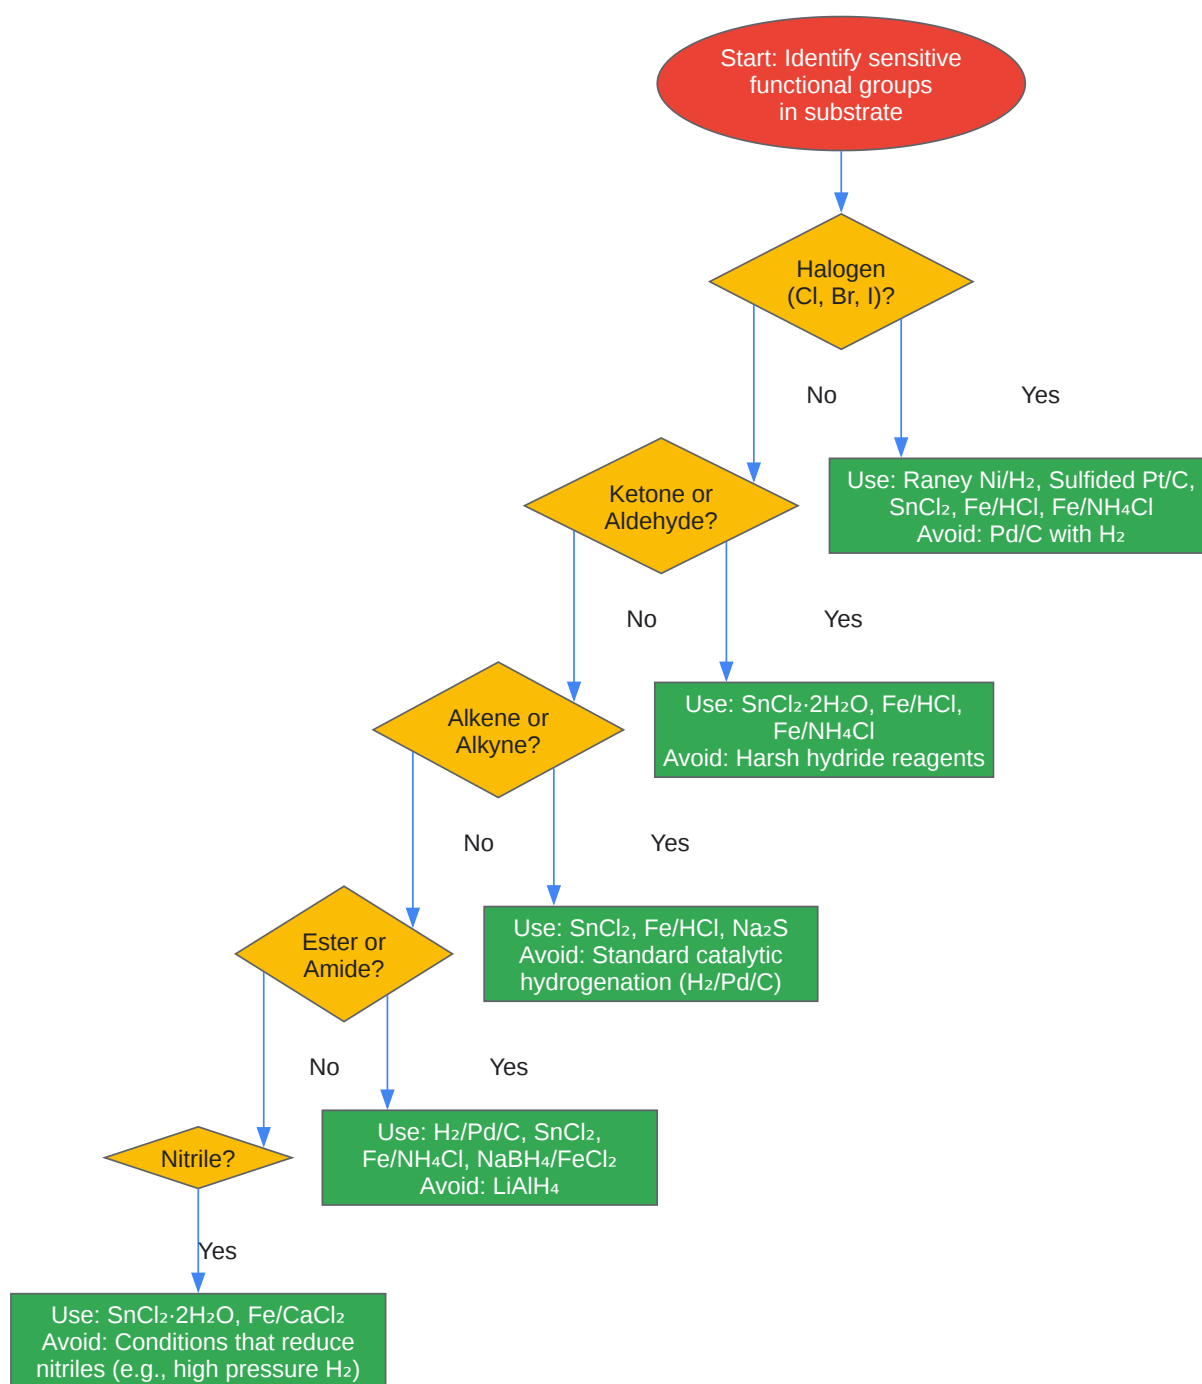 Start: Identify sensitive
functional groups
in substrate
Halogen
(Cl, Br, I)?
No
Yes
Ketone or
Aldehyde?
Use: Raney Ni/H₂, Sulfided Pt/C,
SnCl₂, Fe/HCl, Fe/NH₄Cl
Avoid: Pd/C with H₂
No
Yes
Alkene or
Alkyne?
Use: SnCl₂·2H₂O, Fe/HCl,
Fe/NH₄Cl
Avoid: Harsh hydride reagents
No
Yes
Ester or
Amide?
Use: SnCl₂, Fe/HCl, Na₂S
Avoid: Standard catalytic
hydrogenation (H₂/Pd/C)
No
Yes
Nitrile?
Use: H₂/Pd/C, SnCl₂,
Fe/NH₄Cl, NaBH₄/FeCl₂
Avoid: LiAlH₄
Yes
Use: SnCl₂·2H₂O, Fe/CaCl₂
Avoid: Conditions that reduce
nitriles (e.g., high pressure H₂)